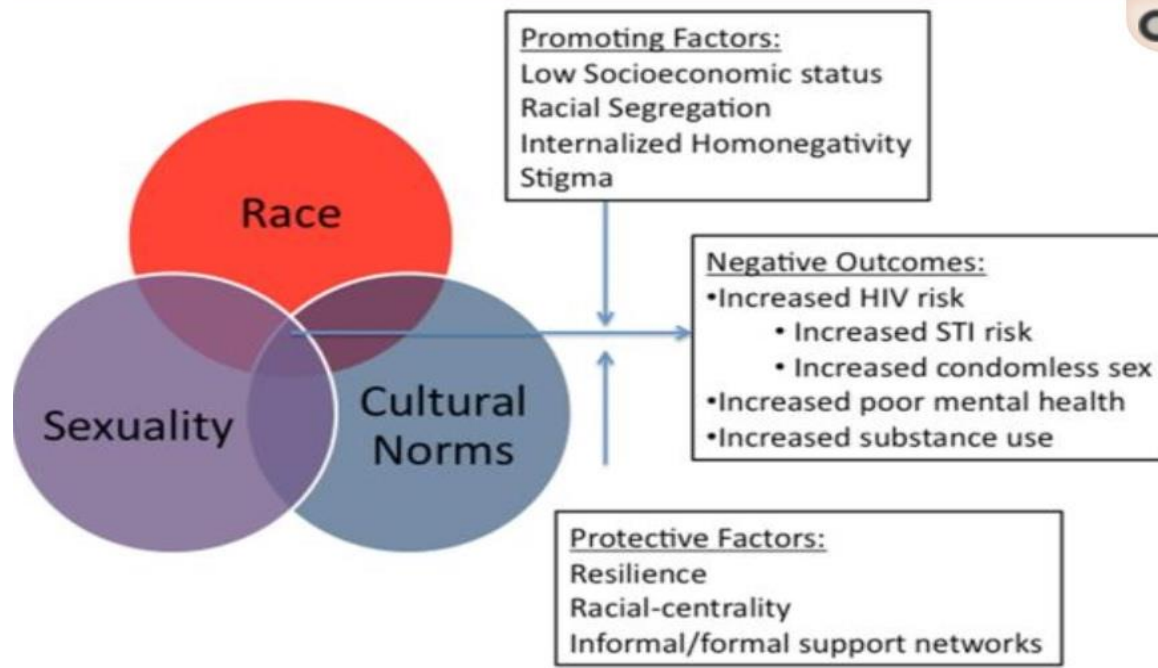 Promoting Factors:
Low Socioeconomic status
Racial Segregation
Internalized Homonegativity
Stigma
Race
Sexuality
Cultural
Norms
Negative Outcomes:
•Increased HIV risk
• Increased STI risk
• Increased condomless sex
•Increased poor mental health
•Increased substance use
Protective Factors:
Resilience
Racial-centrality
Informal/formal support networks